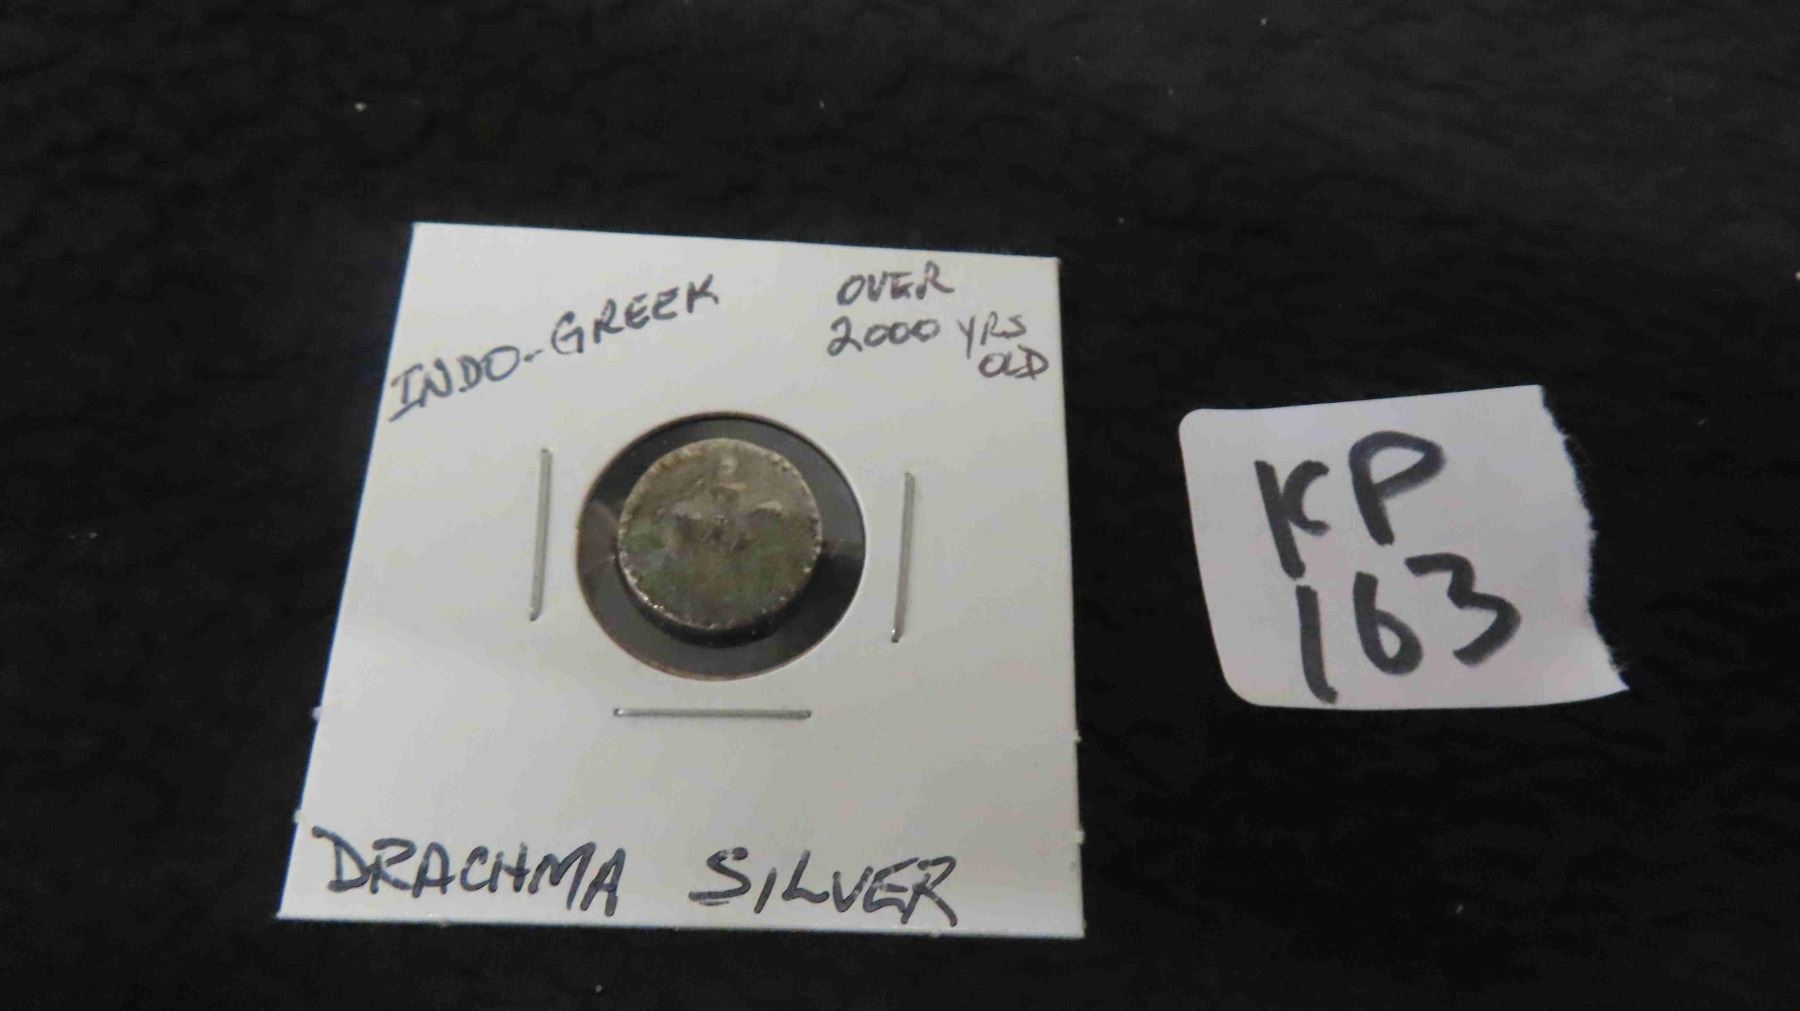 INDO-GREEK
OVER
2000 YRS
OLD
DRACHMA SILVER
KP
163